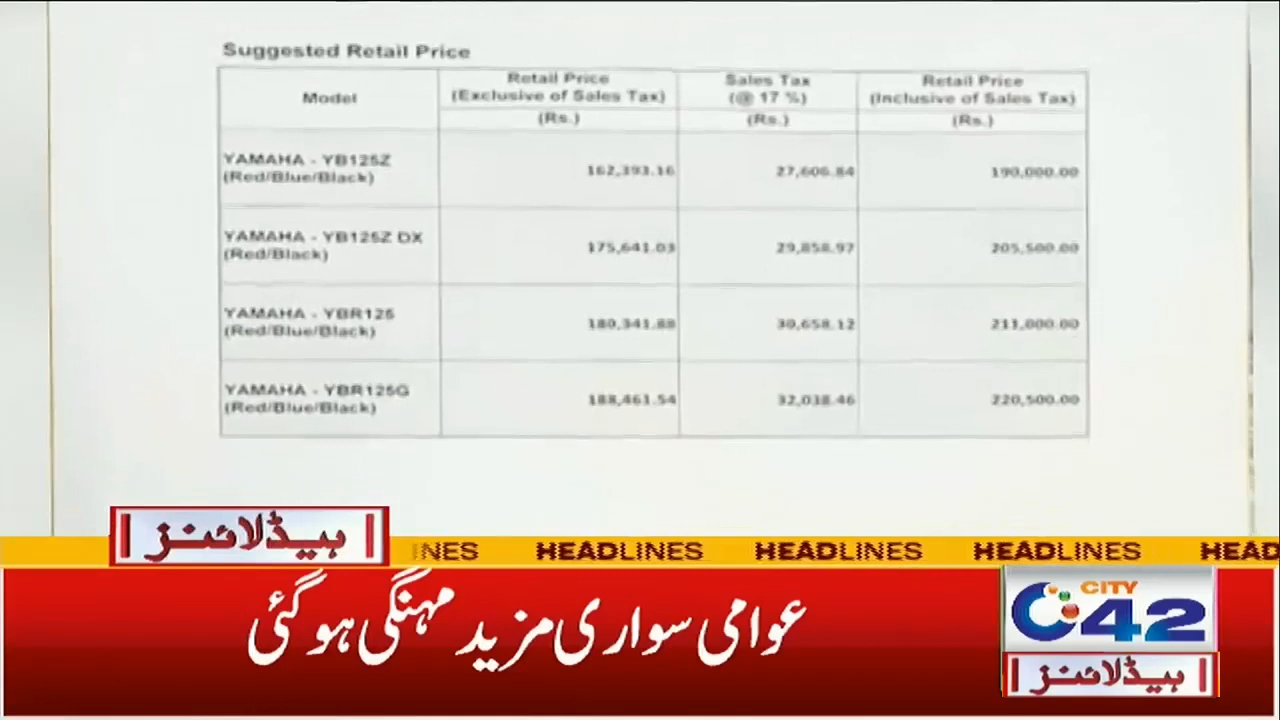 Suggested Retail Price
Model
Retail Price
(Exclusive of Sales Tax)
(Rs.)
Sales Tax
(@ 17 %)
(Rs.)
Retail Price
(Inclusive of Sales Tax)
(Rs.)
YAMAHA - YB125Z
(Red/Blue/Black)
162,393.16
27,606.84
190,000.00
YAMAHA - YB125Z DX
(Red/Black)
175,641.03
29,858.97
205,500.00
YAMAHA - YBR125
(Red/Blue/Black)
180,341.88
30,658.12
211,000.00
YAMAHA - YBR125G
(Red/Blue/Black)
188,461.54
32,038.46
220,500.00
ہیڈلائنز
INES HEADLINES HEADLINES HEADLINES HEAD
عوامی سواری مزید مہنگی ہوگئی
CITY
42
ہیڈلائنز